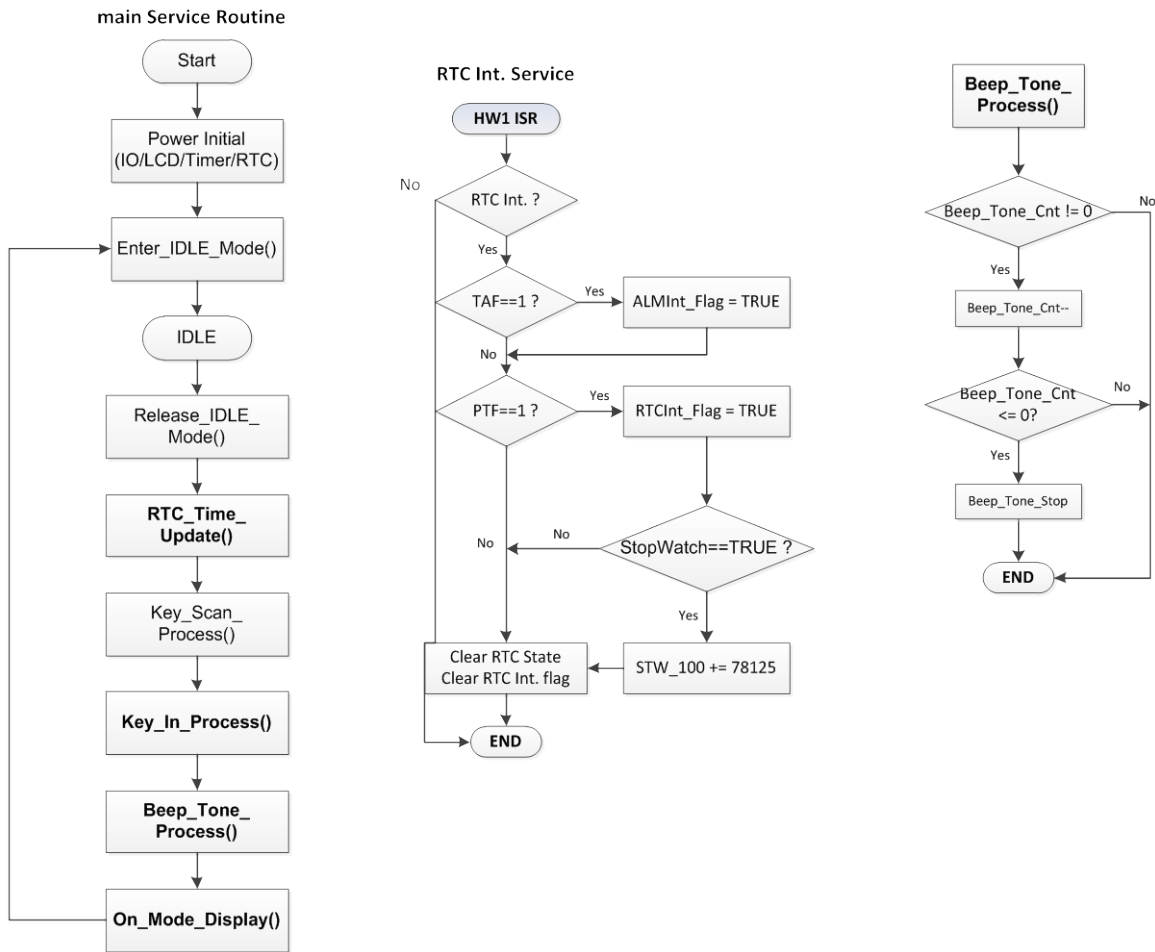 main Service Routine
Start
Power Initial
(IO/LCD/Timer/RTC)
Enter_IDLE_Mode()
IDLE
Release_IDLE_
Mode()
RTC_Time_
Update()
Key_Scan_
Process()
Key_In_Process()
Beep_Tone_
Process()
On_Mode_Display()
RTC Int. Service
HW1 ISR
No
RTC Int. ?
Yes
TAF==1 ?
Yes
ALMInt_Flag = TRUE
No
PTF==1 ?
Yes
RTCInt_Flag = TRUE
No
No
StopWatch==TRUE ?
Yes
Clear RTC State
Clear RTC Int. flag
STW_100 += 78125
END
Beep_Tone_
Process()
Beep_Tone_Cnt != 0
No
Yes
Beep_Tone_Cnt--
Beep_Tone_Cnt
<= 0?
No
Yes
Beep_Tone_Stop
END